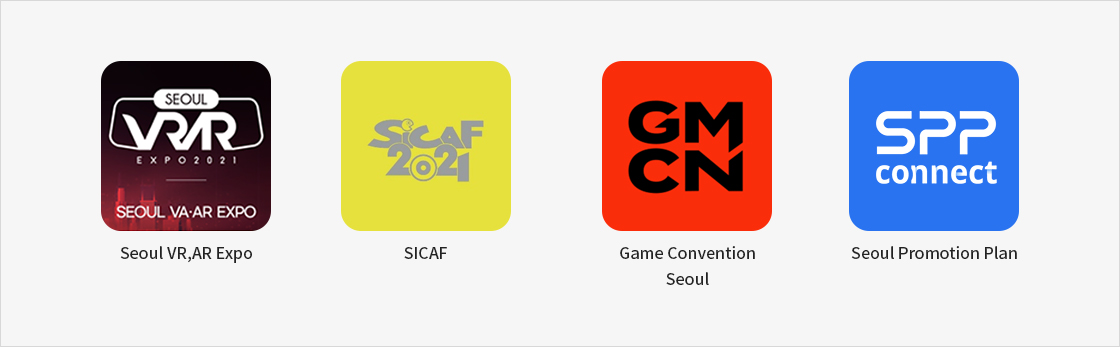 SEOUL
VRAR
EXPO2021
SEOUL VA·AR EXPO
Seoul VR,AR Expo
SICAF
2021
SICAF
GM
CN
Game Convention
Seoul
SPP
connect
Seoul Promotion Plan